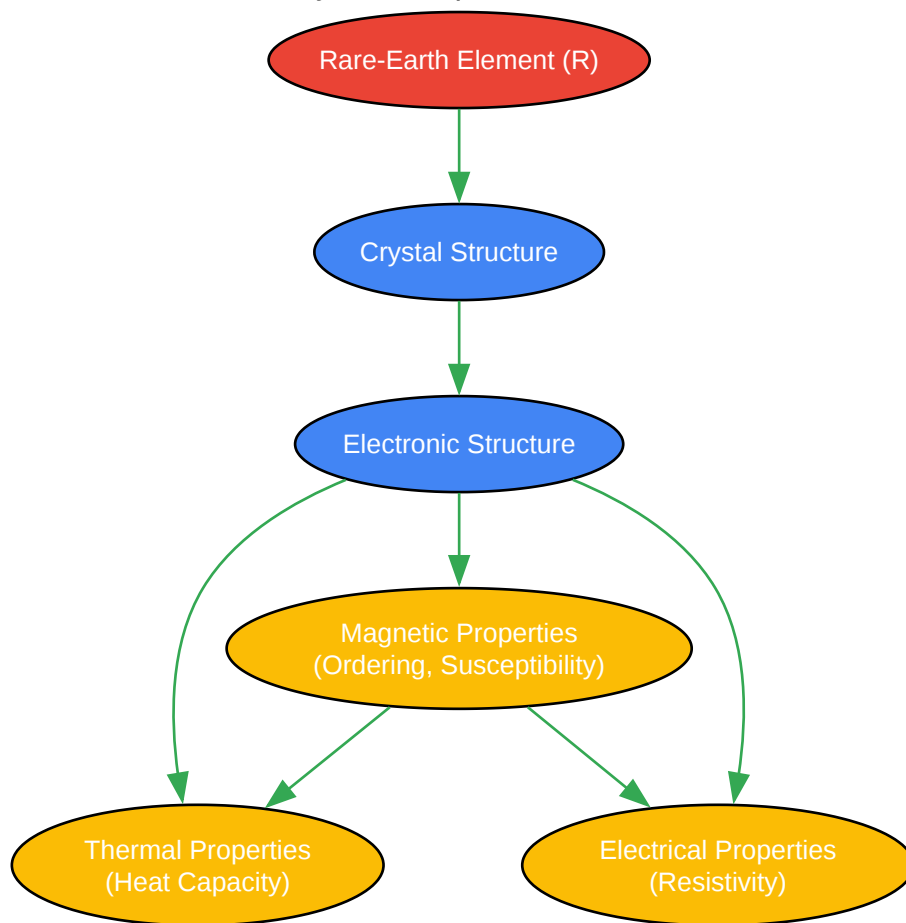 Rare-Earth Element (R)
Crystal Structure
Electronic Structure
Magnetic Properties
(Ordering, Susceptibility)
Thermal Properties
(Heat Capacity)
Electrical Properties
(Resistivity)